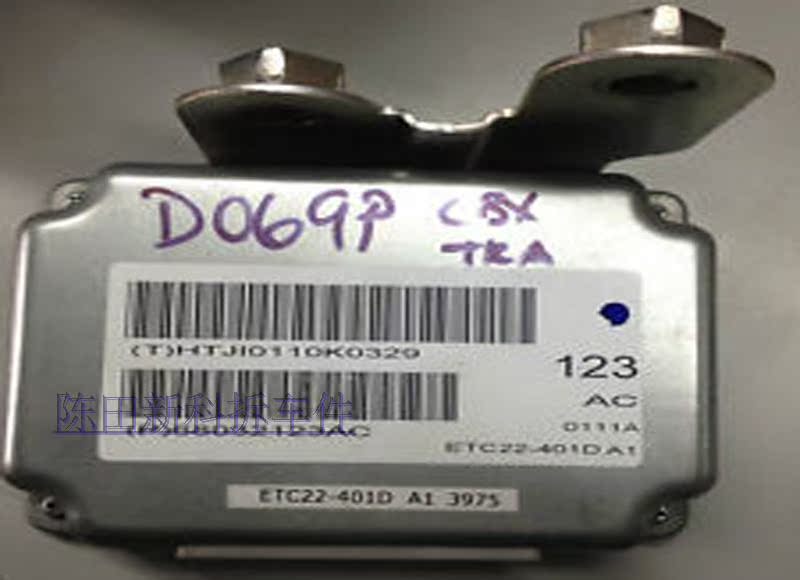 D069P CBX
TRA
(T)HTJI0110K0329
123
AC
陈田新科拆车件
0111A
ETC22-401D A1
ETC22-401D A1 3975